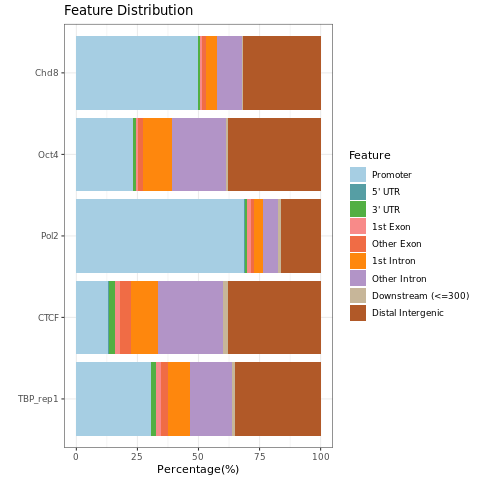 Feature Distribution
Chd8
Oct4
Pol2
CTCF
TBP_rep1
0 25 50 75 100
Percentage(%)
Feature
Promoter
5' UTR
3' UTR
1st Exon
Other Exon
1st Intron
Other Intron
Downstream (<=300)
Distal Intergenic